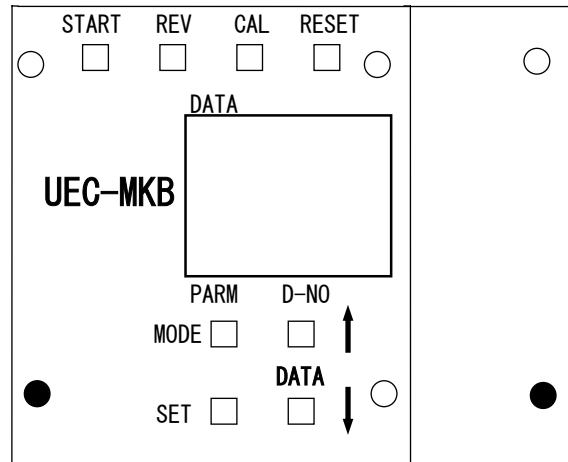 START REV CAL RESET
DATA
UEC-MKB
PARM D-NO
MODE
DATA
SET